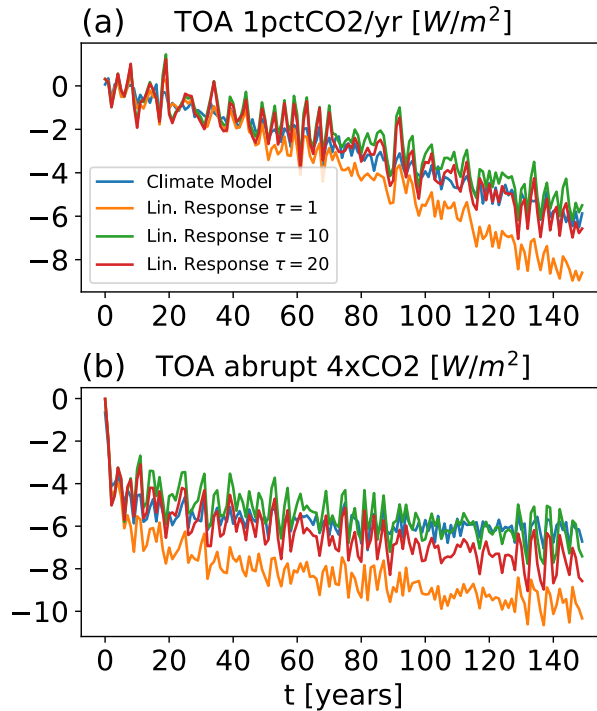 (a) TOA 1pctCO2/yr [W/m²]
0
−2
−4
−6
−8
Climate Model
Lin. Response τ = 1
Lin. Response τ = 10
Lin. Response τ = 20
0 20 40 60 80 100 120 140
(b) TOA abrupt 4xCO2 [W/m²]
0
−2
−4
−6
−8
−10
0 20 40 60 80 100 120 140
t [years]